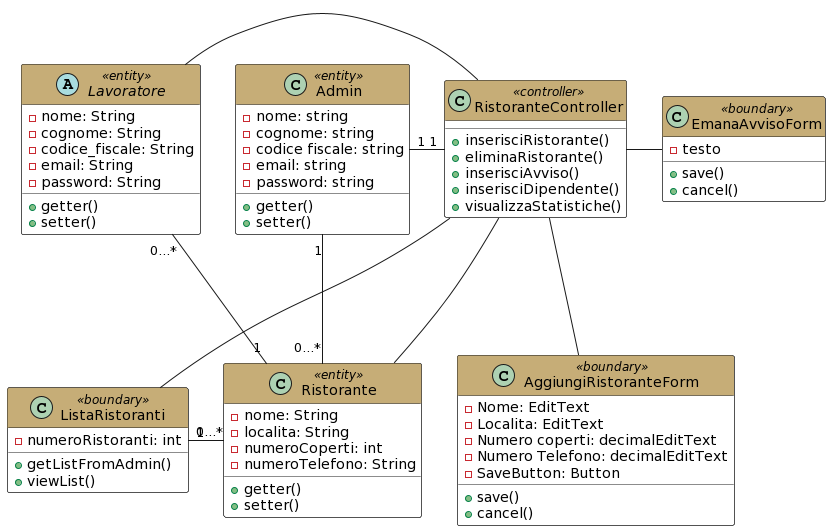 «entity»
A Lavoratore
nome: String
cognome: String
codice_fiscale: String
email: String
password: String
getter()
setter()
«entity»
C Admin
nome: string
cognome: string
codice fiscale: string
email: string
password: string
getter()
setter()
«controller»
C RistoranteController
inserisciRistorante()
eliminaRistorante()
inserisciAvviso()
inserisciDipendente()
visualizzaStatistiche()
«boundary»
C EmanaAvvisoForm
testo
save()
cancel()
1 1
0...*
1
1
0...*
«boundary»
C ListaRistoranti
numeroRistoranti: int
getListFromAdmin()
viewList()
0...*
«entity»
C Ristorante
nome: String
localita: String
numeroCoperti: int
numeroTelefono: String
getter()
setter()
«boundary»
C AggiungiRistoranteForm
Nome: EditText
Localita: EditText
Numero coperti: decimalEditText
Numero Telefono: decimalEditText
SaveButton: Button
save()
cancel()